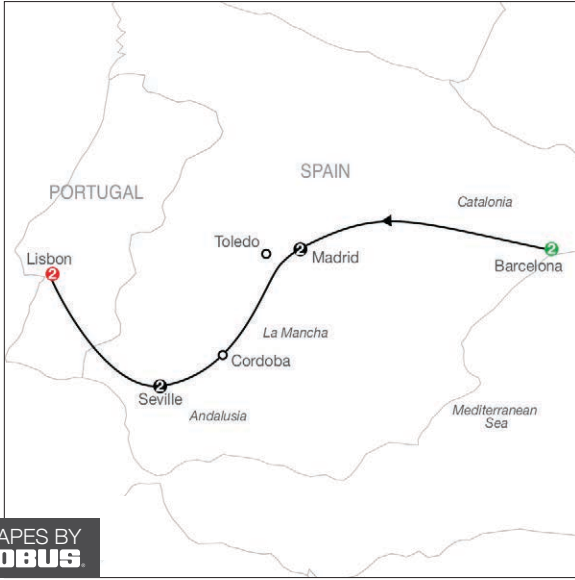 SPAIN
PORTUGAL
Catalonia
Toledo
Madrid
Lisbon
2
2
2
Barcelona
La Mancha
Cordoba
2
Seville
Andalusia
Mediterranean
Sea
APES BY
OBUS.